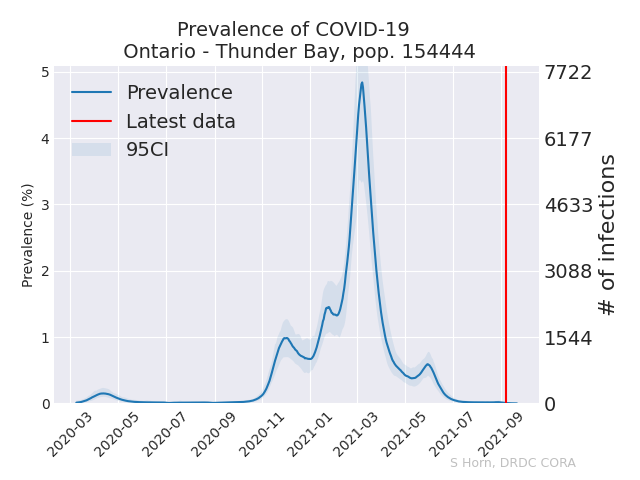 Prevalence of COVID-19
Ontario - Thunder Bay, pop. 154444
Prevalence
Latest data
95CI
Prevalence (%)
5
4
3
2
1
0
7722
6177
4633
3088
1544
0
# of infections
2020-03
2020-05
2020-07
2020-09
2020-11
2021-01
2021-03
2021-05
2021-07
2021-09
S Horn, DRDC CORA